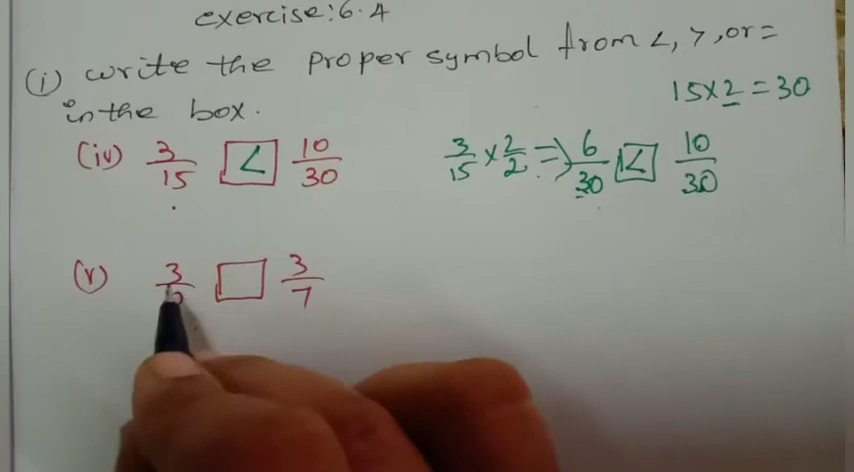 exercise:6.4
(i) write the proper symbol from <, >, or =
in the box.
15×2=30
(iv) 3/15 < 10/30
3/15 × 2/2 => 6/30 < 10/30
(v) 3/ □ 3/7